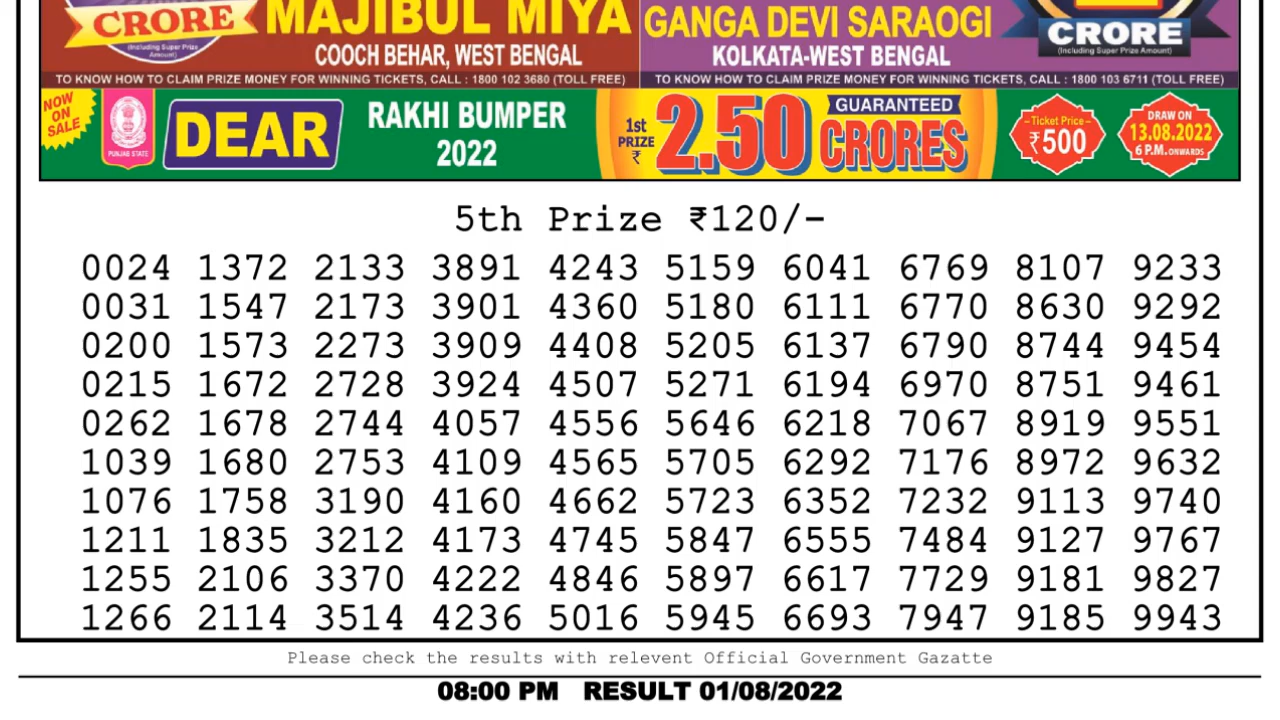 CRORE
(Including Super Prize
Amount)
MAJIBUL MIYA
COOCH BEHAR, WEST BENGAL
GANGA DEVI SARAOGI
KOLKATA-WEST BENGAL
CRORE
(Including Super Prize Amount)
TO KNOW HOW TO CLAIM PRIZE MONEY FOR WINNING TICKETS, CALL : 1800 102 3680 (TOLL FREE)
TO KNOW HOW TO CLAIM PRIZE MONEY FOR WINNING TICKETS, CALL : 1800 103 6711 (TOLL FREE)
NOW
ON
SALE
PUNJAB STATE
DEAR
RAKHI BUMPER
2022
1st
PRIZE
₹
2.50
GUARANTEED
CRORES
Ticket Price
₹500
DRAW ON
13.08.2022
6 P.M. ONWARDS
5th Prize ₹120/-
0024 1372 2133 3891 4243 5159 6041 6769 8107 9233
0031 1547 2173 3901 4360 5180 6111 6770 8630 9292
0200 1573 2273 3909 4408 5205 6137 6790 8744 9454
0215 1672 2728 3924 4507 5271 6194 6970 8751 9461
0262 1678 2744 4057 4556 5646 6218 7067 8919 9551
1039 1680 2753 4109 4565 5705 6292 7176 8972 9632
1076 1758 3190 4160 4662 5723 6352 7232 9113 9740
1211 1835 3212 4173 4745 5847 6555 7484 9127 9767
1255 2106 3370 4222 4846 5897 6617 7729 9181 9827
1266 2114 3514 4236 5016 5945 6693 7947 9185 9943
Please check the results with relevent Official Government Gazatte
08:00 PM RESULT 01/08/2022